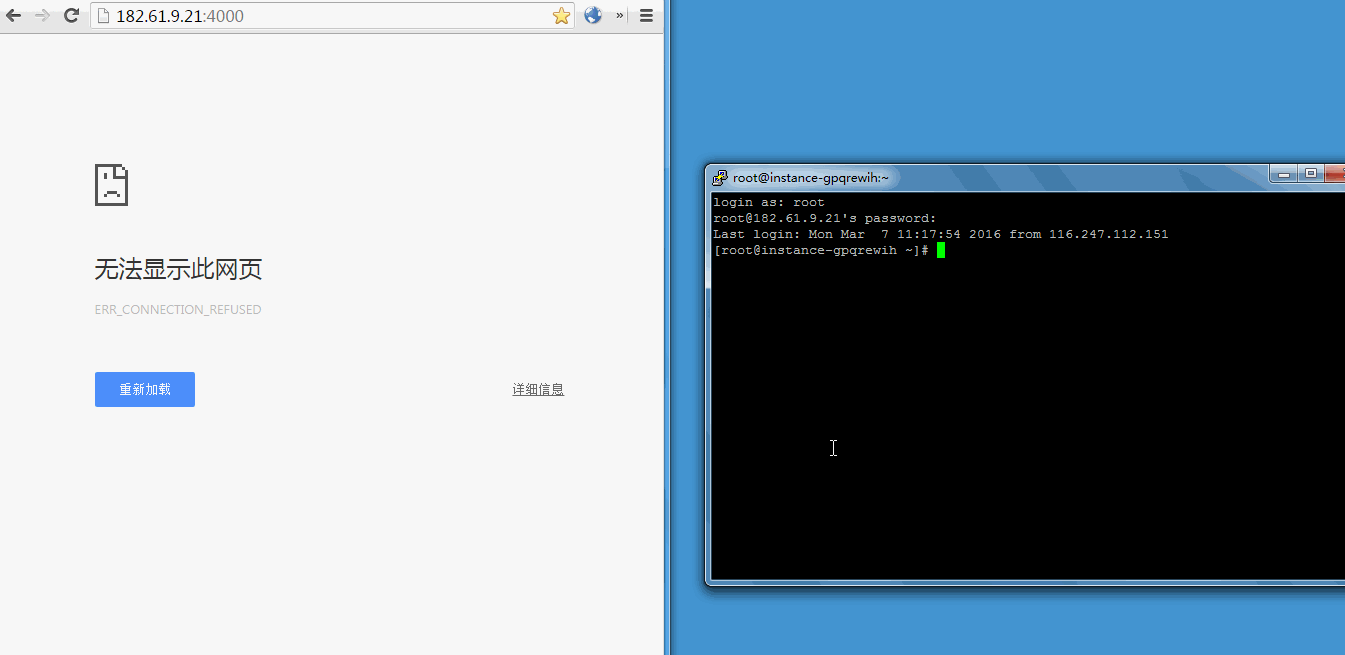 182.61.9.21:4000
»
无法显示此网页
ERR_CONNECTION_REFUSED
重新加载
详细信息
root@instance-gpqrewih:~
login as: root
root@182.61.9.21's password:
Last login: Mon Mar  7 11:17:54 2016 from 116.247.112.151
[root@instance-gpqrewih ~]#